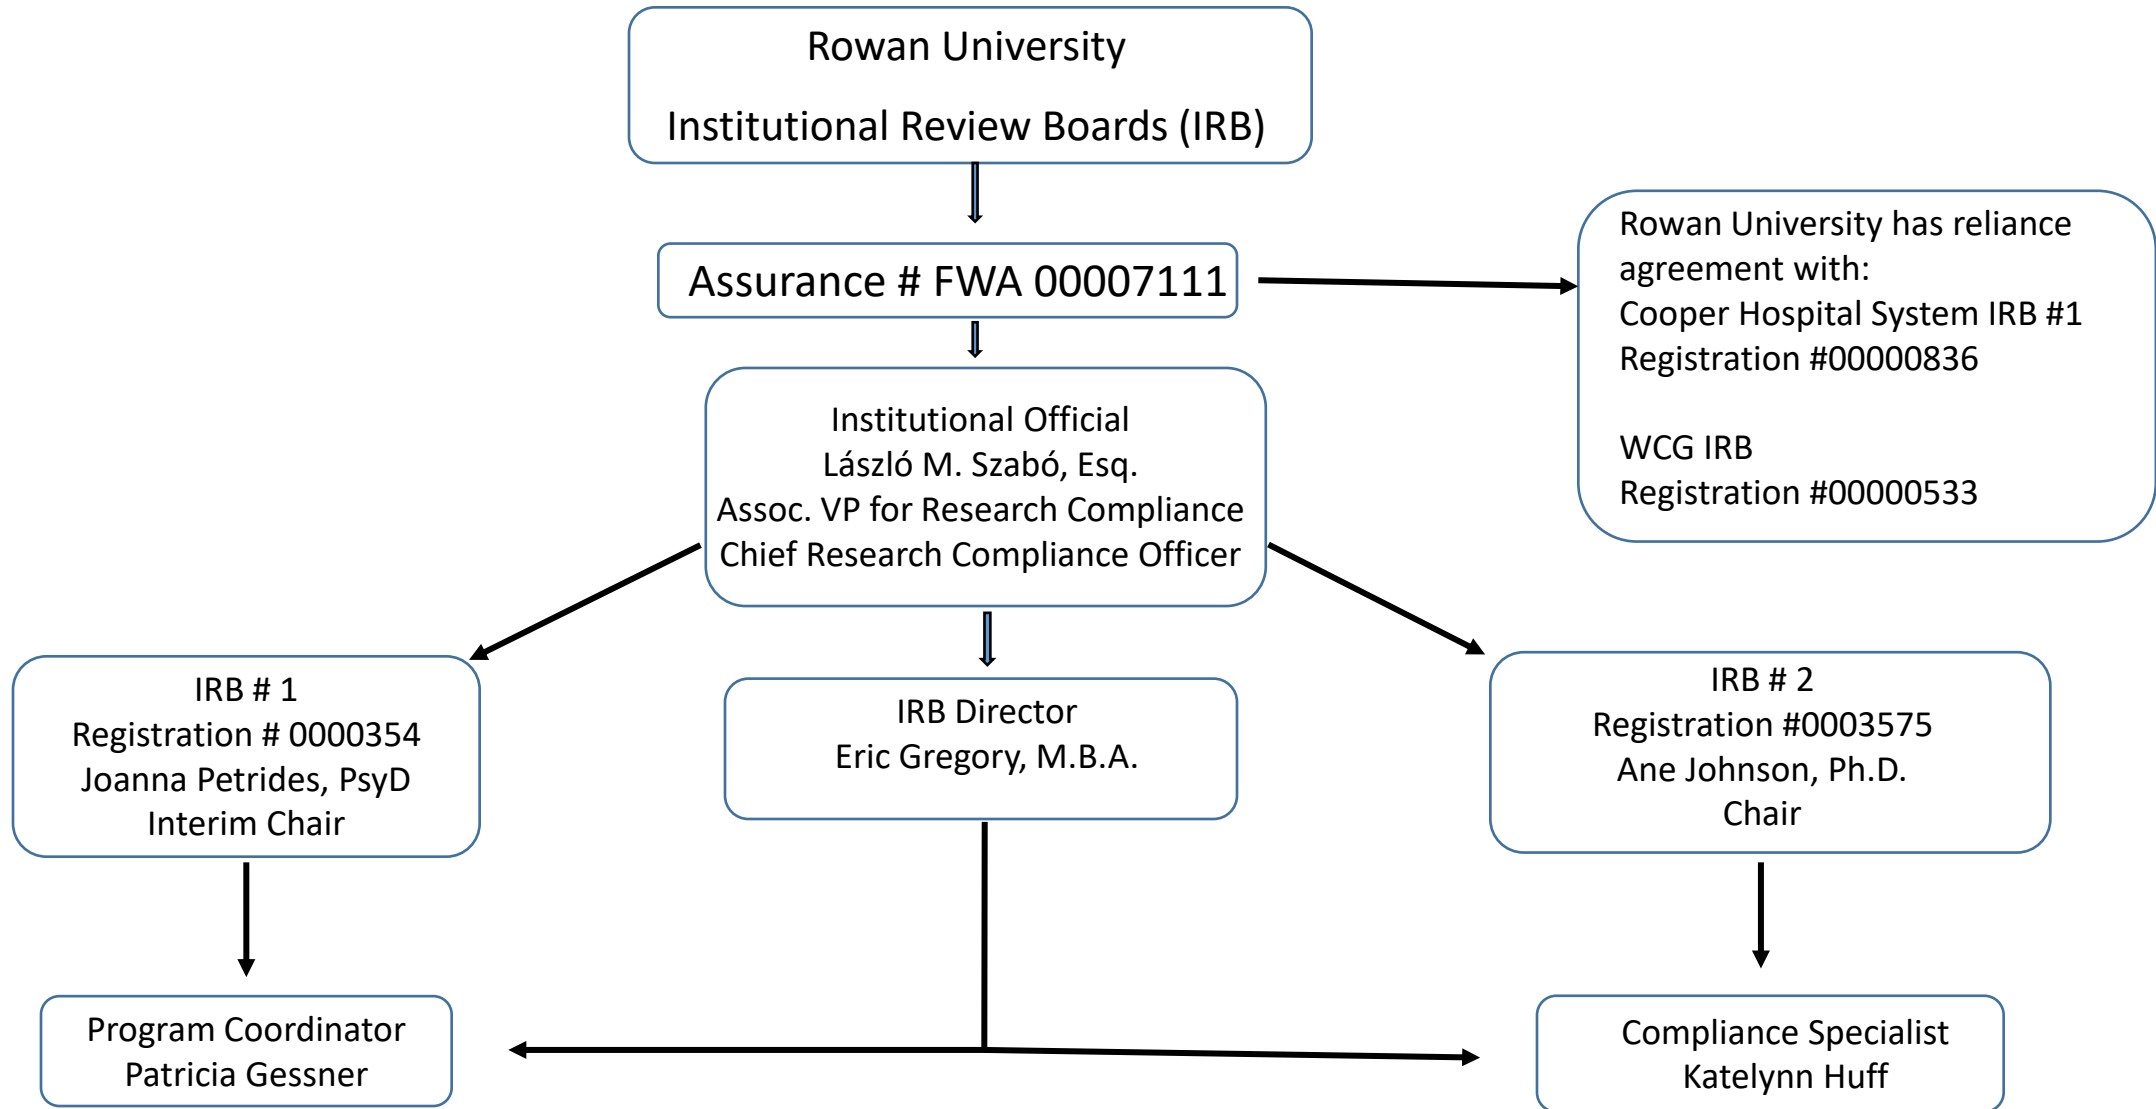 Rowan University
Institutional Review Boards (IRB)
Assurance # FWA 00007111
Rowan University has reliance
agreement with:
Cooper Hospital System IRB #1
Registration #00000836
WCG IRB
Registration #00000533
Institutional Official
László M. Szabó, Esq.
Assoc. VP for Research Compliance
Chief Research Compliance Officer
IRB # 1
Registration # 0000354
Joanna Petrides, PsyD
Interim Chair
IRB Director
Eric Gregory, M.B.A.
IRB # 2
Registration #0003575
Ane Johnson, Ph.D.
Chair
Program Coordinator
Patricia Gessner
Compliance Specialist
Katelynn Huff